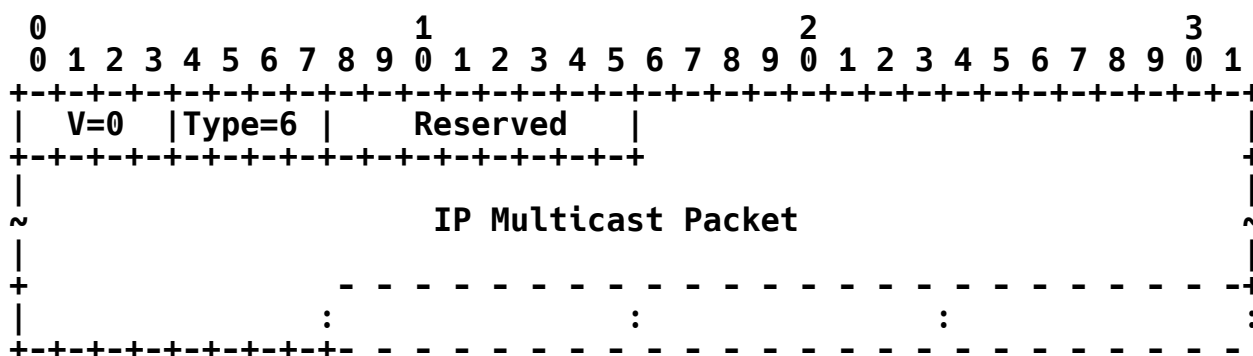 0                   1                   2                   3
 0 1 2 3 4 5 6 7 8 9 0 1 2 3 4 5 6 7 8 9 0 1 2 3 4 5 6 7 8 9 0 1
+-+-+-+-+-+-+-+-+-+-+-+-+-+-+-+-+-+-+-+-+-+-+-+-+-+-+-+-+-+-+-+-+
|  V=0  |Type=6 |    Reserved   |                               |
+-+-+-+-+-+-+-+-+-+-+-+-+-+-+-+-+                               +
|                                                               |
~                     IP Multicast Packet                       ~
|                                                               |
+                - - - - - - - - - - - - - - - - - - - - - - - -+
|               :               :               :               :
+-+-+-+-+-+-+-+-+- - - - - - - - - - - - - - - - - - - - - - - -